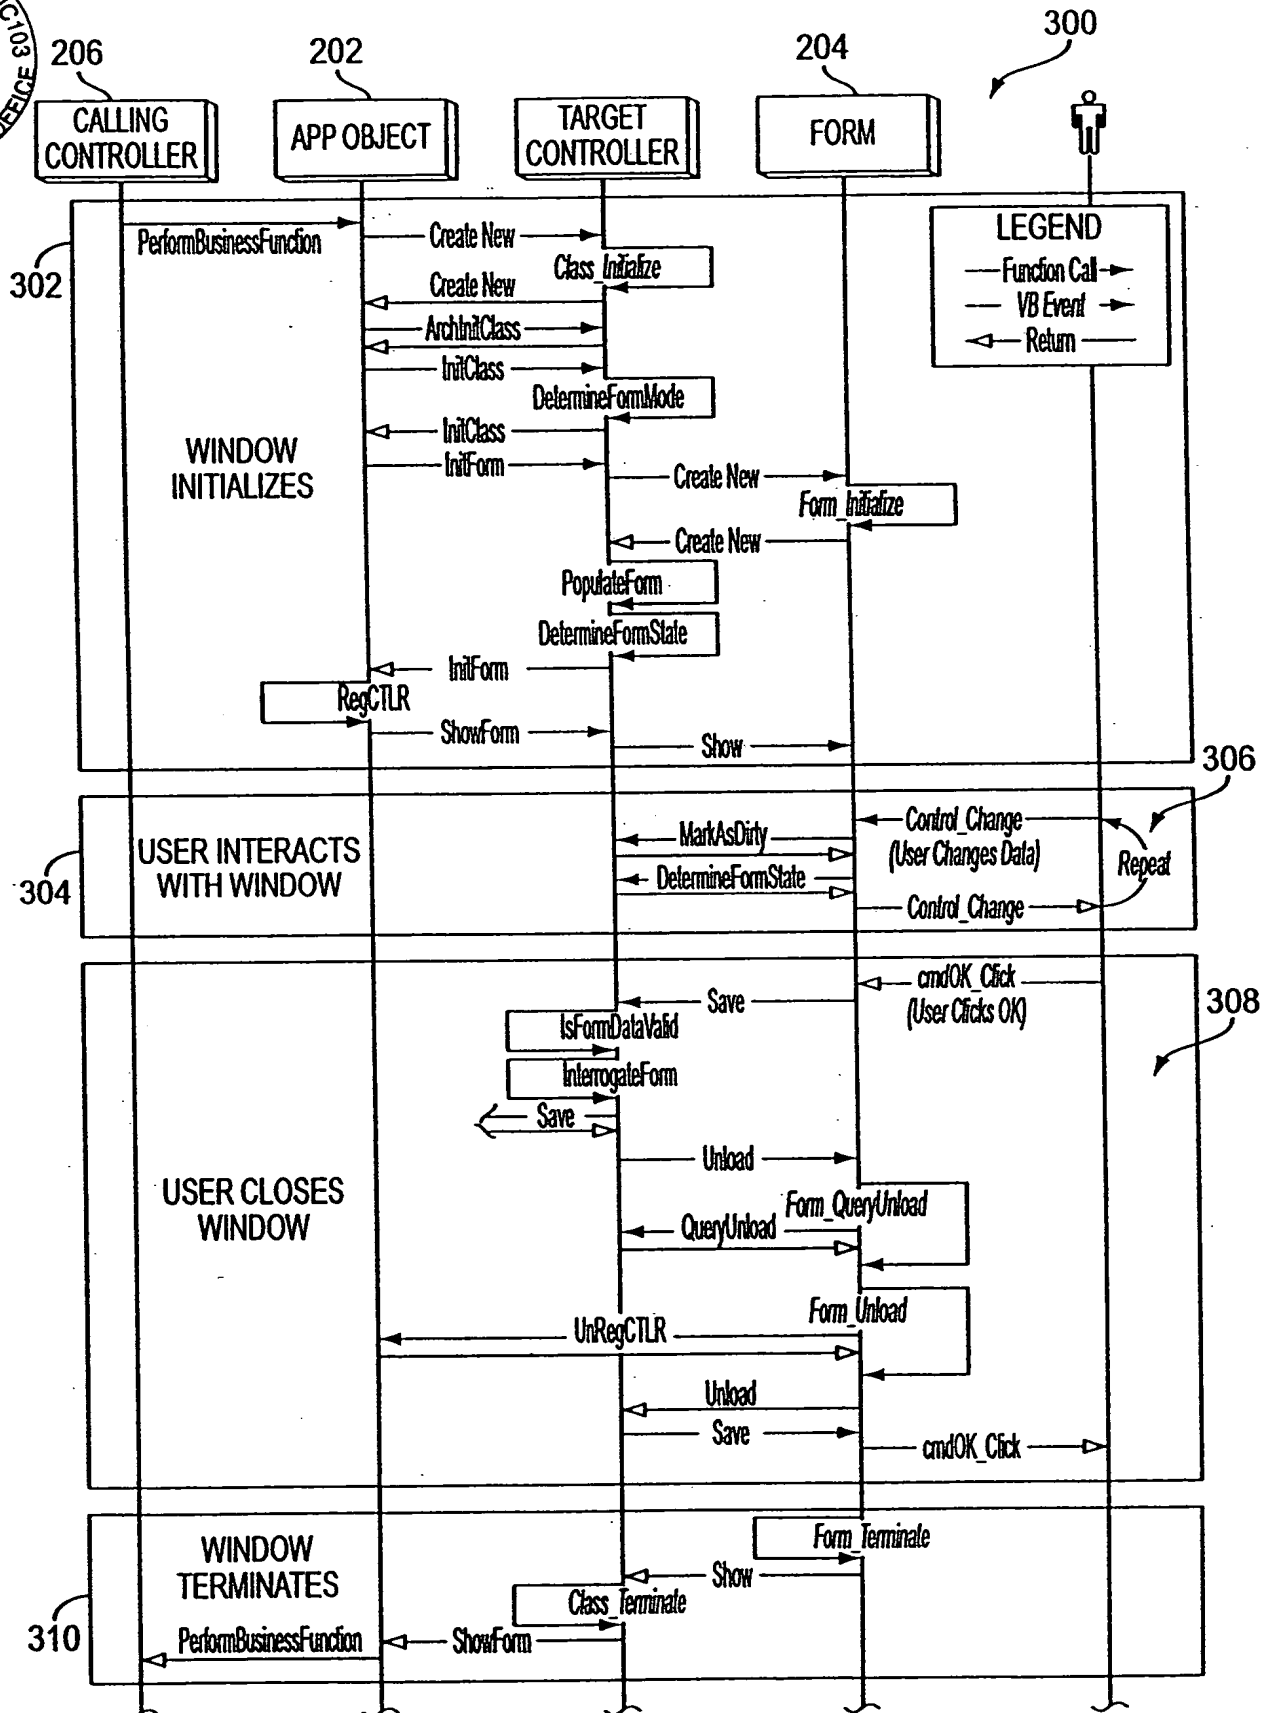 C103
OFFICE
300
206
202
204
CALLING
CONTROLLER
APP OBJECT
TARGET
CONTROLLER
FORM
LEGEND
Function Call
VB Event
Return
302
PerformBusinessFunction
Create New
Class_Initialize
Create New
ArchInitClass
InitClass
DetermineFormMode
InitClass
WINDOW
INITIALIZES
InitForm
Create New
Form_Initialize
Create New
PopulateForm
DetermineFormState
InitForm
RegCTLR
ShowForm
Show
306
304
USER INTERACTS
WITH WINDOW
Control_Change
(User Changes Data)
MarkAsDirty
Repeat
DetermineFormState
Control_Change
cmdOK_Click
(User Clicks OK)
308
Save
IsFormDataValid
InterrogateForm
Save
Unload
USER CLOSES
WINDOW
Form_QueryUnload
QueryUnload
Form_Unload
UnRegCTLR
Unload
Save
cmdOK_Click
WINDOW
TERMINATES
Form_Terminate
Show
Class_Terminate
310
PerformBusinessFunction
ShowForm